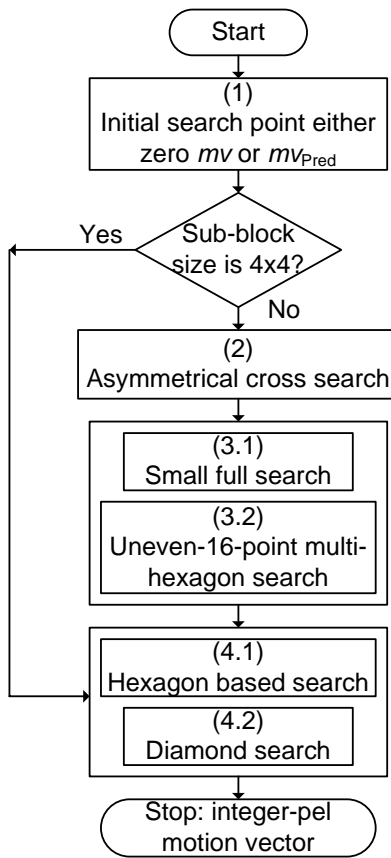 Start
(1)
Initial search point either
zero mv or mvPred
Yes
Sub-block
size is 4x4?
No
(2)
Asymmetrical cross search
(3.1)
Small full search
(3.2)
Uneven-16-point multi-
hexagon search
(4.1)
Hexagon based search
(4.2)
Diamond search
Stop: integer-pel
motion vector